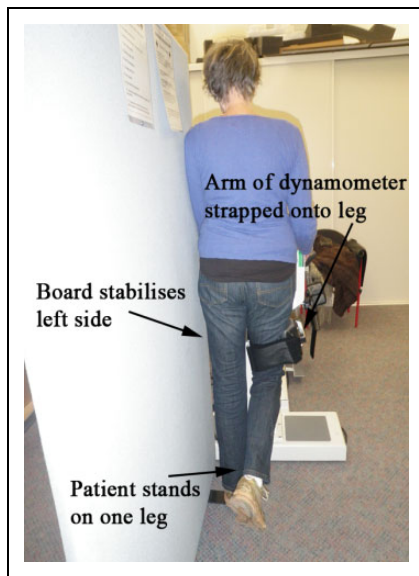 Arm of dynamometer
strapped onto leg
Board stabilises
left side
Patient stands
on one leg